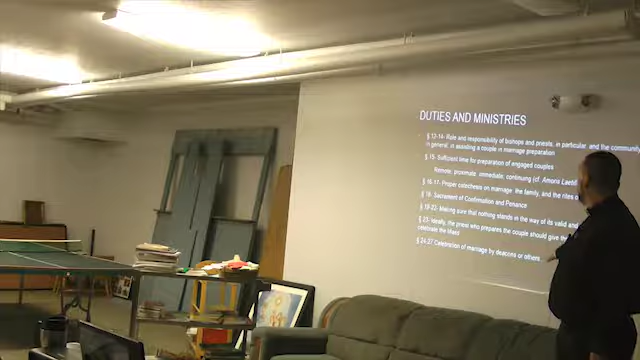 DUTIES AND MINISTRIES
§ 12-14- Role and responsibility of bishops and priests, in particular, and the community
in general, in assisting a couple in marriage preparation
§ 15- Sufficient time for preparation of engaged couples
Remote; proximate; immediate; continuing (cf. Amoris Laetit
§ 16-17- Proper catechesis on marriage, the family, and the rites o
§ 18- Sacrament of Confirmation and Penance
§ 19-22- Making sure that nothing stands in the way of its valid and
§ 23- Ideally, the priest who prepares the couple should give the
celebrate the Mass
§ 24-27 Celebration of marriage by deacons or others